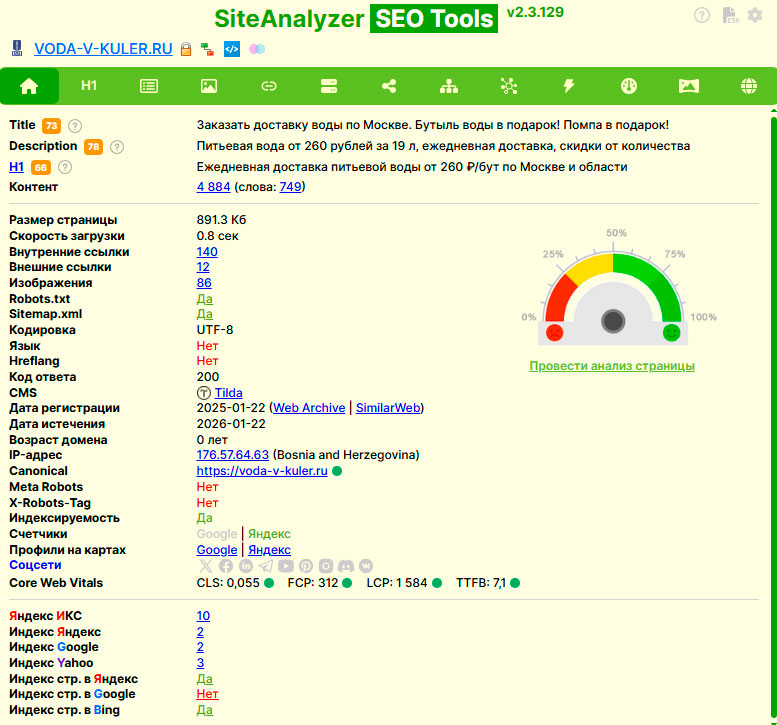 SiteAnalyzer SEO Tools v2.3.129
VODA-V-KULER.RU
H1
Title 73 ? Заказать доставку воды по Москве. Бутыль воды в подарок! Помпа в подарок!
Description 78 ? Питьевая вода от 260 рублей за 19 л, ежедневная доставка, скидки от количества
H1 66 ? Ежедневная доставка питьевой воды от 260 ₽/бут по Москве и области
Контент 4 884 (слова: 749)
Размер страницы 891.3 Кб
Скорость загрузки 0.8 сек
Внутренние ссылки 140
Внешние ссылки 12
Изображения 86
Robots.txt Да
Sitemap.xml Да
Кодировка UTF-8
Язык Нет
Hreflang Нет
Код ответа 200
CMS Tilda
Дата регистрации 2025-01-22 (Web Archive | SimilarWeb)
Дата истечения 2026-01-22
Возраст домена 0 лет
IP-адрес 176.57.64.63 (Bosnia and Herzegovina)
Canonical https://voda-v-kuler.ru
Meta Robots Нет
X-Robots-Tag Нет
Индексируемость Да
Счетчики Google | Яндекс
Профили на картах Google | Яндекс
Соцсети
Core Web Vitals CLS: 0,055 FCP: 312 LCP: 1 584 TTFB: 7,1
0% 25% 50% 75% 100%
Провести анализ страницы
Яндекс ИКС 10
Индекс Яндекс 2
Индекс Google 2
Индекс Yahoo 3
Индекс стр. в Яндекс Да
Индекс стр. в Google Нет
Индекс стр. в Bing Да